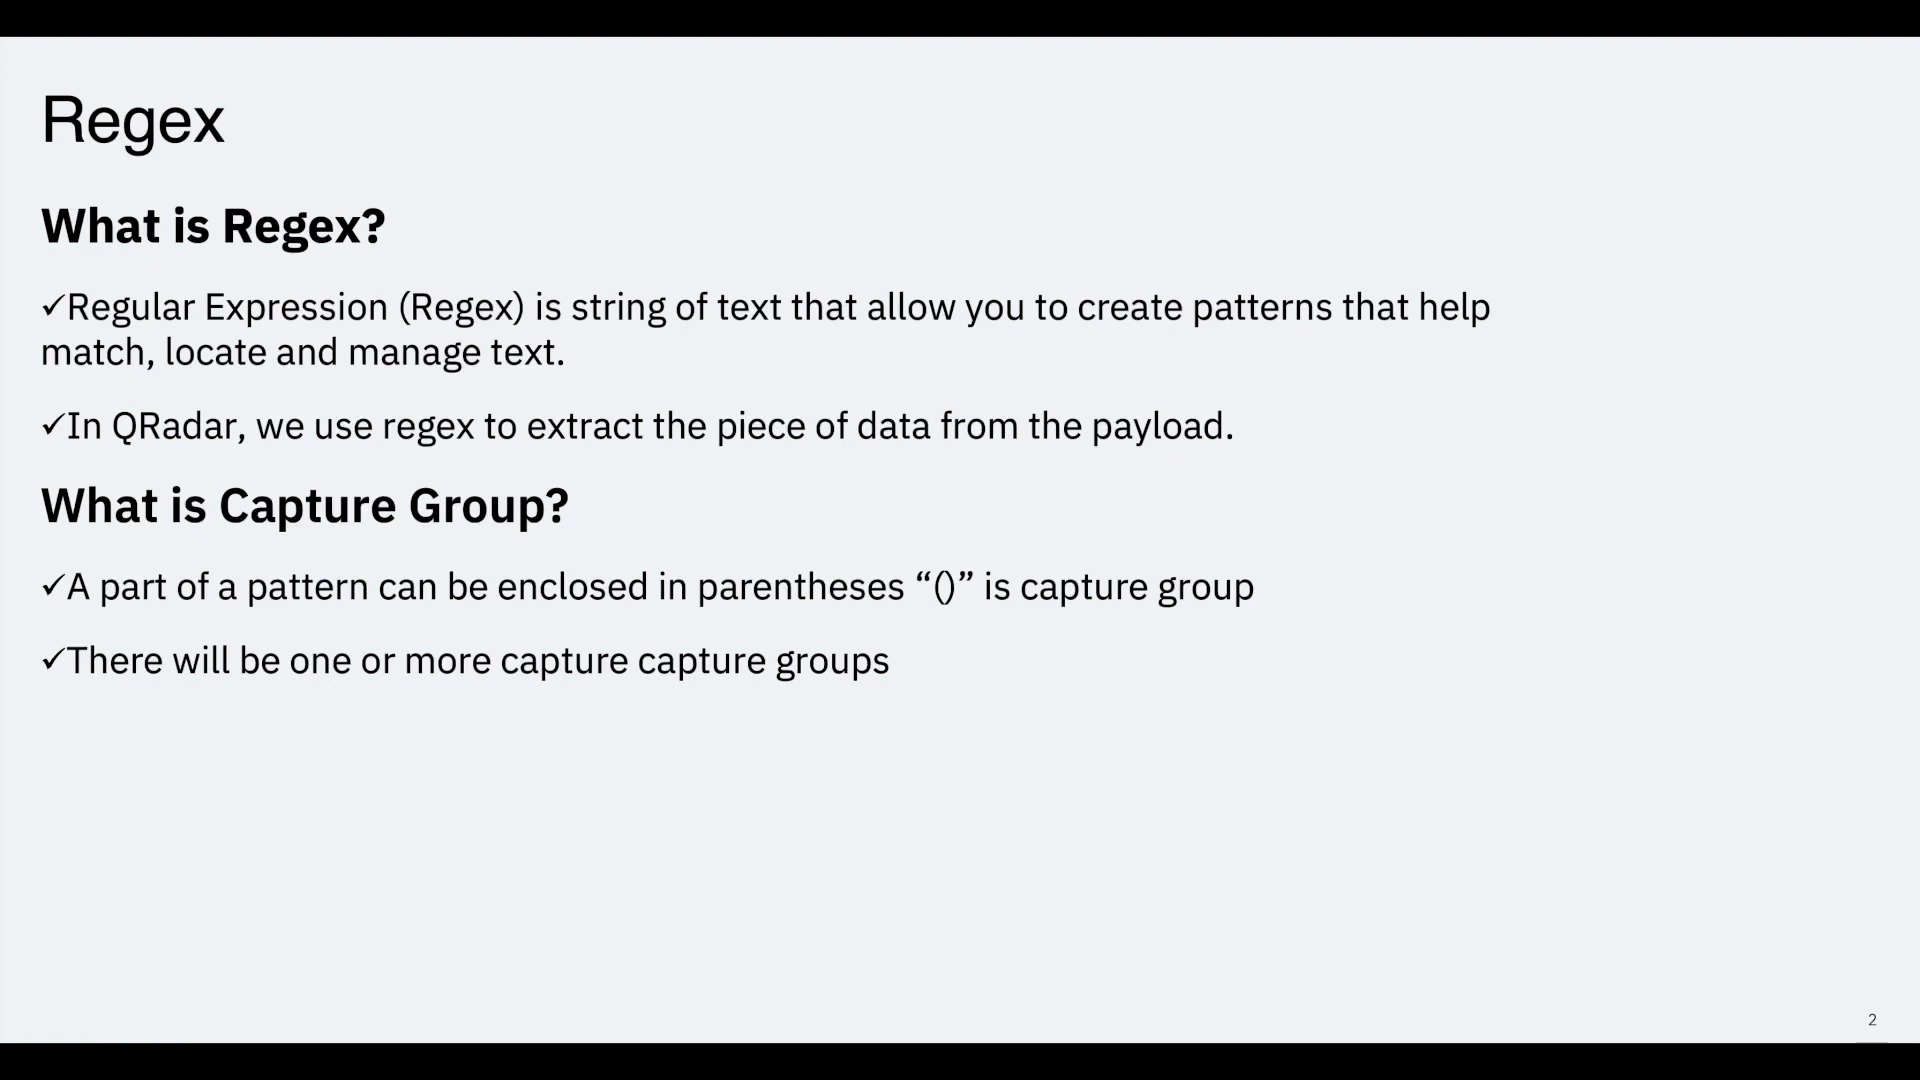 Regex
What is Regex?
✓Regular Expression (Regex) is string of text that allow you to create patterns that help
match, locate and manage text.
✓In QRadar, we use regex to extract the piece of data from the payload.
What is Capture Group?
✓A part of a pattern can be enclosed in parentheses “()” is capture group
✓There will be one or more capture capture groups
2